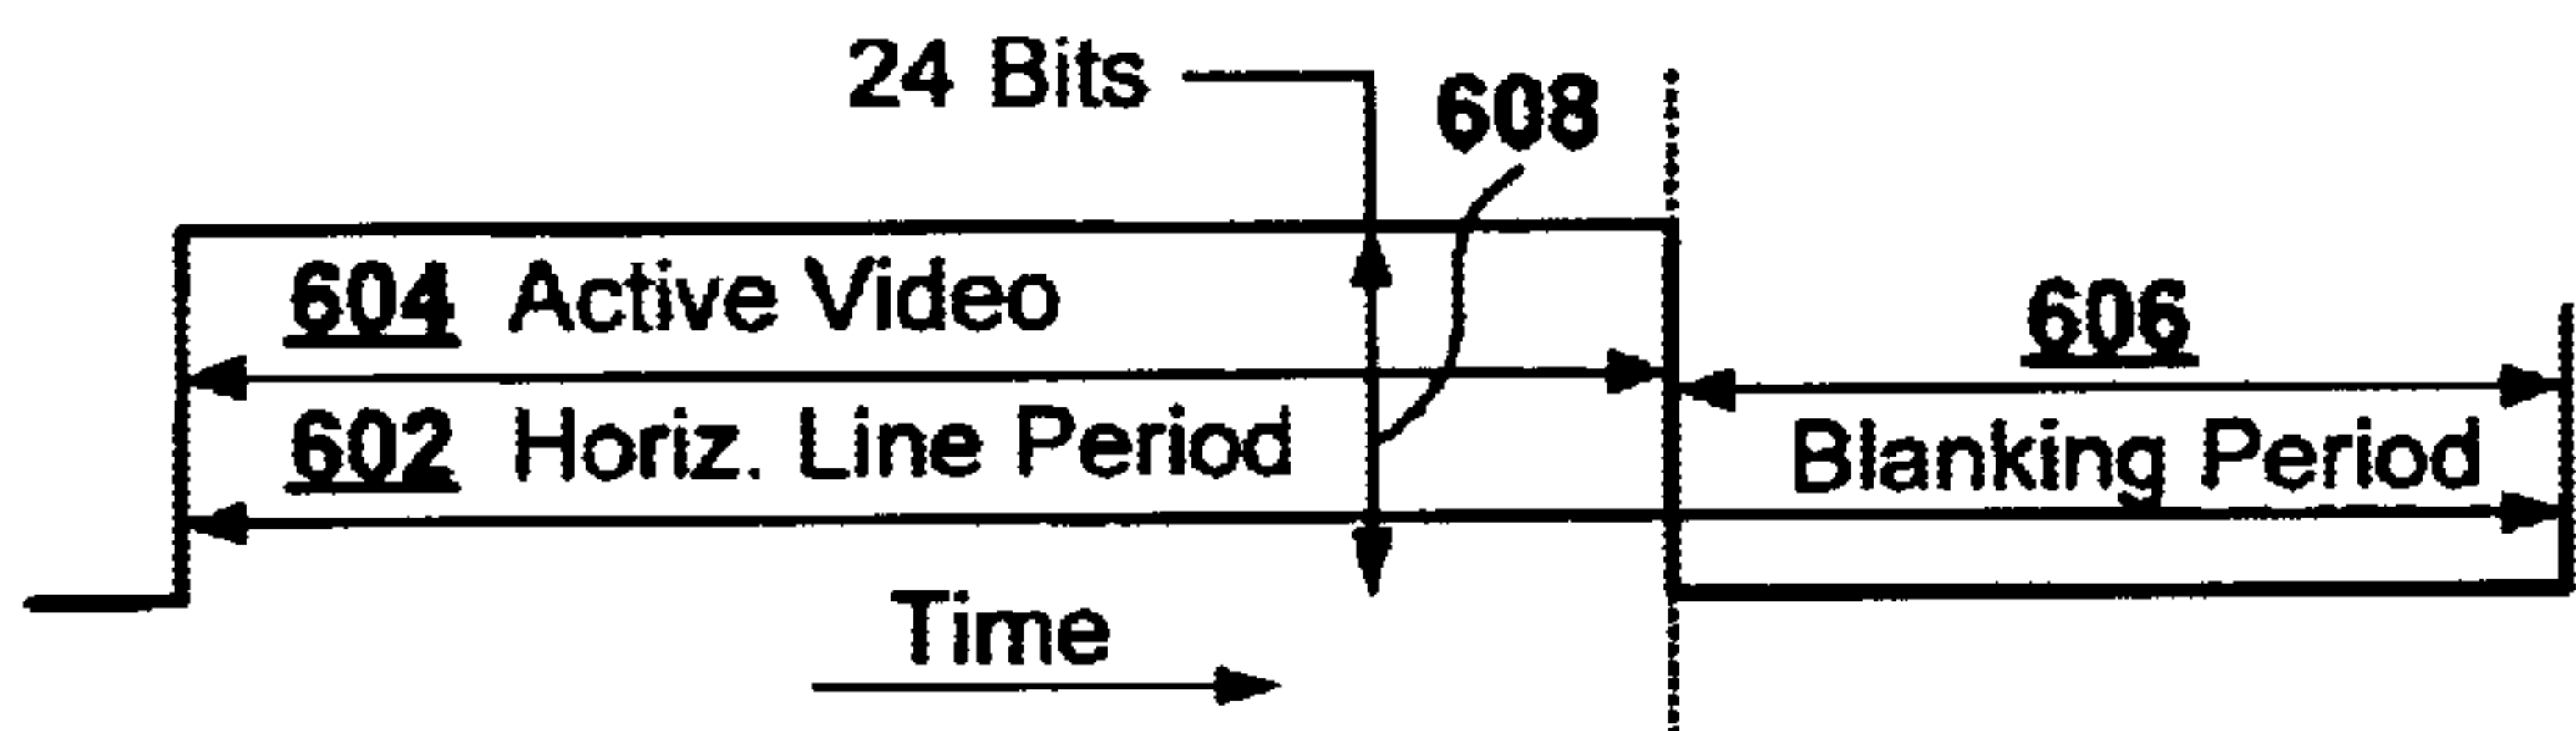 24 Bits
608
604 Active Video
606
602 Horiz. Line Period
Blanking Period
Time